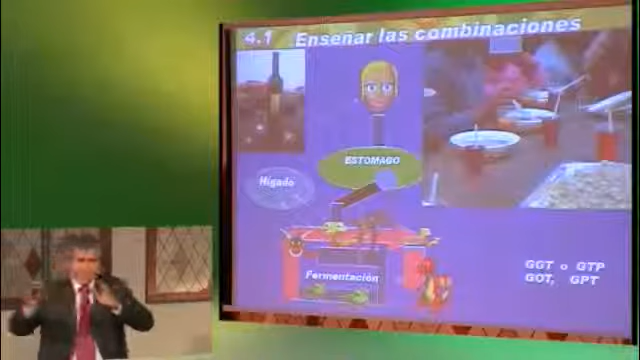 4.1 Enseñar las combinaciones
ESTOMAGO
Hígado
Fermentación
GGT o GTP
GOT, GPT